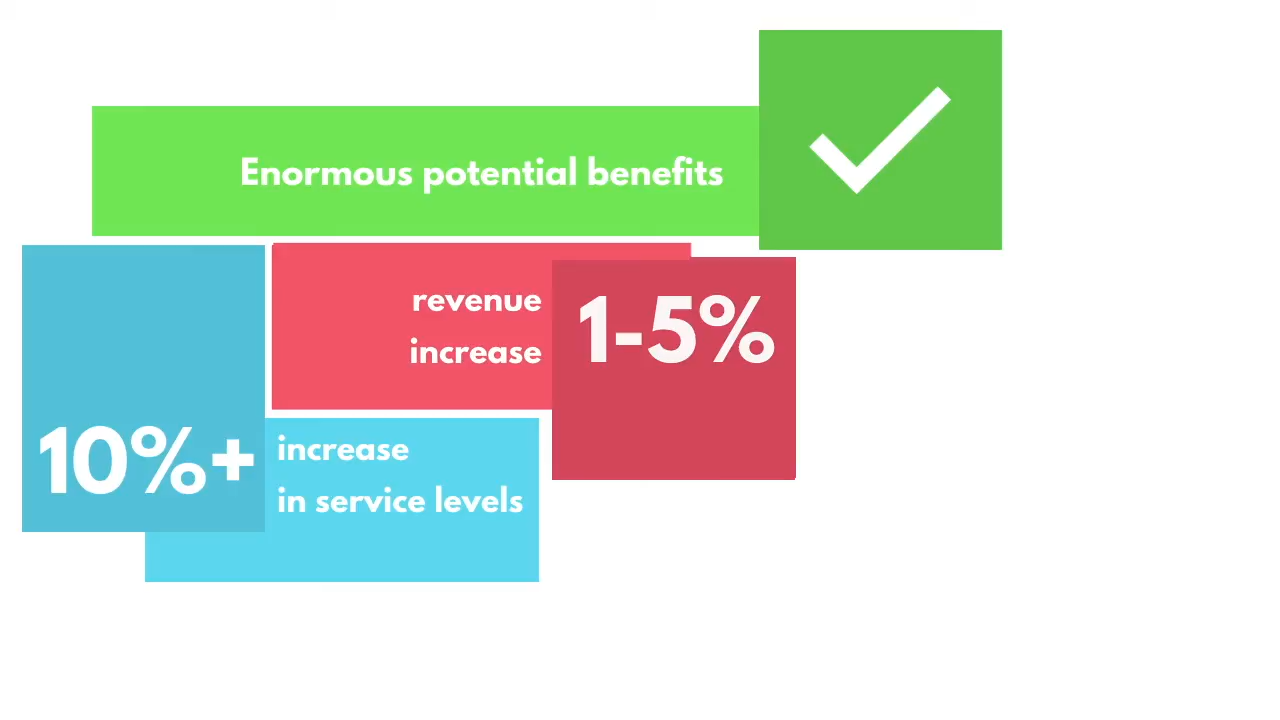 Enormous potential benefits
revenue
increase
1-5%
10%+
increase
in service levels